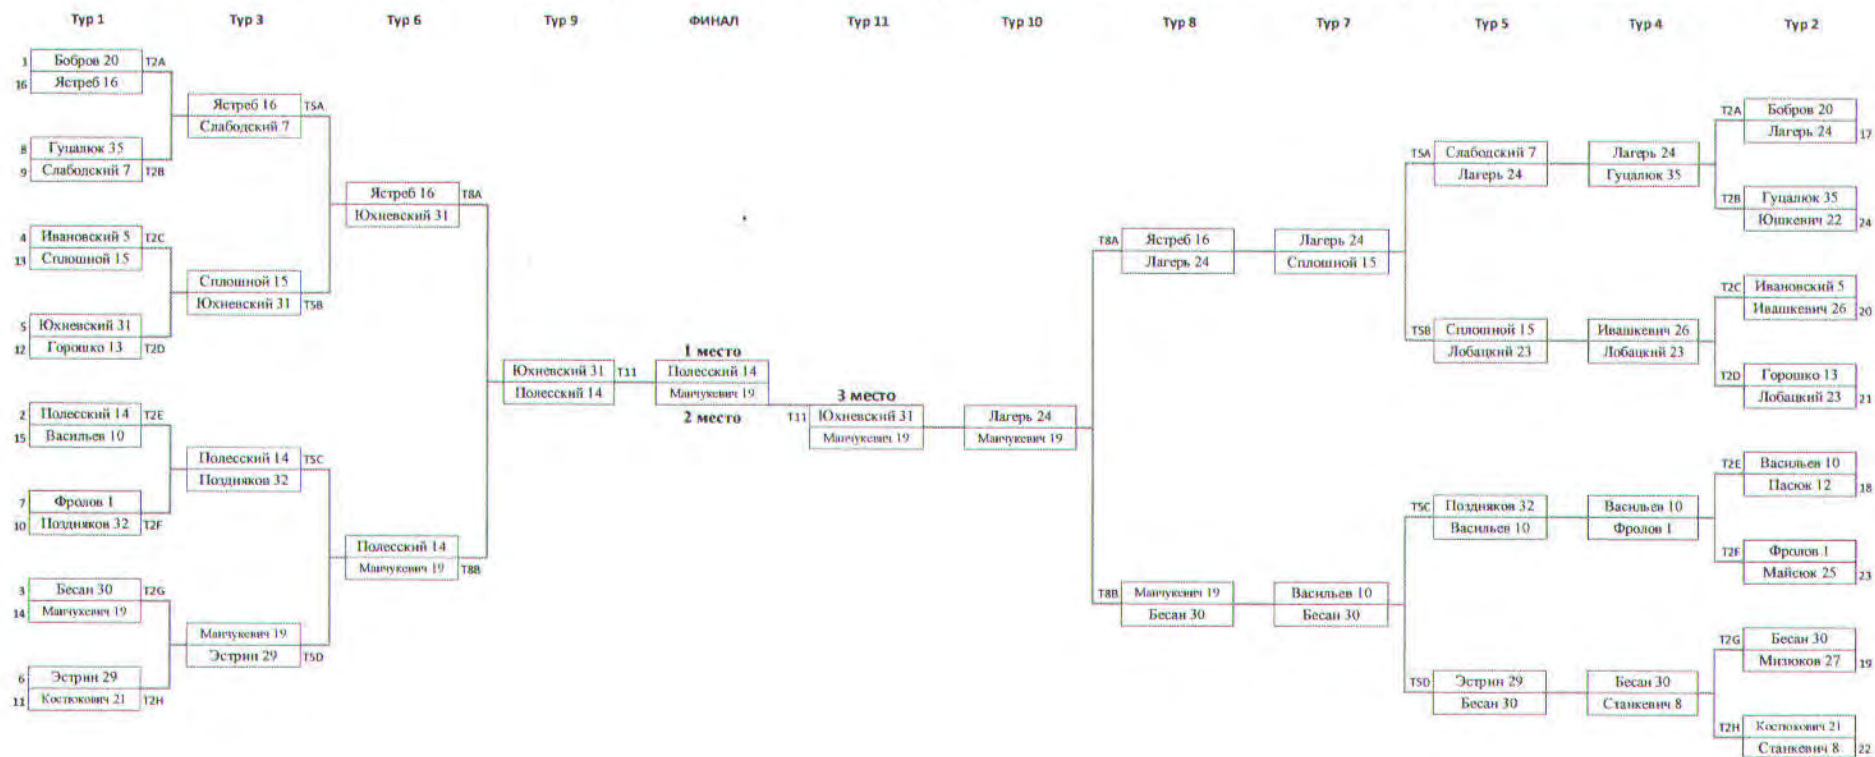 Тур 1 Тур 3 Тур 6 Тур 9 ФИНАЛ Тур 11 Тур 10 Тур 8 Тур 7 Тур 5 Тур 4 Тур 2
1 Бобров 20 T2A
16 Ястреб 16
8 Гуцалюк 35
9 Слабодский 7 T2B
4 Ивановский 5 T2C
13 Сплошной 15
5 Юхневский 31
12 Горошко 13 T2D
2 Полесский 14 T2E
15 Васильев 10
7 Фролов 1
10 Поздняков 32 T2F
3 Бесан 30 T2G
14 Манчукевич 19
6 Эстрин 29
11 Костюкович 21 T2H
Ястреб 16 T5A
Слабодский 7
Сплошной 15
Юхневский 31 T5B
Полесский 14 T5C
Поздняков 32
Манчукевич 19
Эстрин 29 T5D
Ястреб 16 T8A
Юхневский 31
Полесский 14
Манчукевич 19 T8B
Юхневский 31 T11
Полесский 14
1 место
Полесский 14
Манчукевич 19
2 место
3 место
T11 Юхневский 31
Манчукевич 19
Лагерь 24
Манчукевич 19
T8A Ястреб 16
Лагерь 24
T8B Манчукевич 19
Бесан 30
Лагерь 24
Сплошной 15
Васильев 10
Бесан 30
T5A Слабодский 7
Лагерь 24
T5B Сплошной 15
Лобацкий 23
T5C Поздняков 32
Васильев 10
T5D Эстрин 29
Бесан 30
Лагерь 24
Гуцалюк 35
Ивашкевич 26
Лобацкий 23
Васильев 10
Фролов 1
Бесан 30
Станкевич 8
T2A Бобров 20
Лагерь 24 17
T2B Гуцалюк 35
Юшкевич 22 24
T2C Ивановский 5
Ивашкевич 26 20
T2D Горошко 13
Лобацкий 23 21
T2E Васильев 10
Пасюк 12 18
T2F Фролов 1
Майсюк 25 23
T2G Бесан 30
Мизюков 27 19
T2H Костюкович 21
Станкевич 8 22